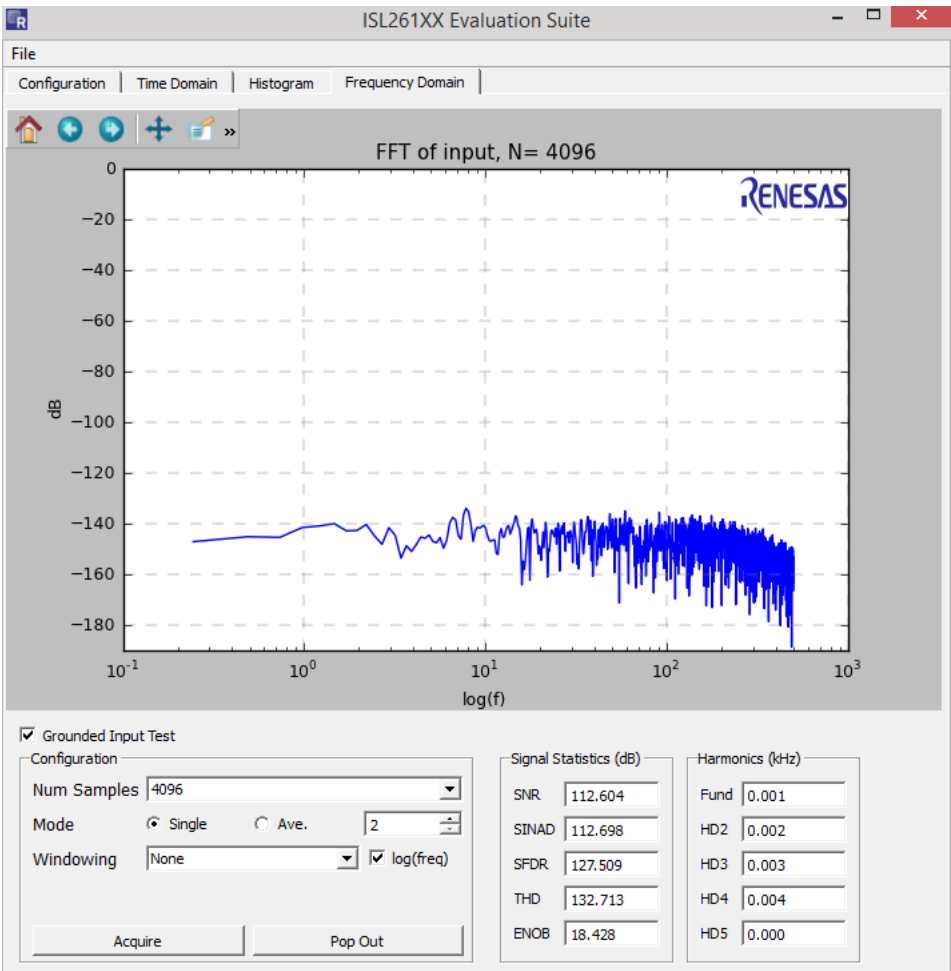 R
ISL261XX Evaluation Suite
File
Configuration Time Domain Histogram Frequency Domain
»
FFT of input, N= 4096
RENESAS
0
−20
−40
−60
−80
−100
−120
−140
−160
−180
dB
10-1 100 101 102 103
log(f)
Grounded Input Test
Configuration
Num Samples 4096
Mode Single Ave. 2
Windowing None log(freq)
Acquire Pop Out
Signal Statistics (dB)
SNR 112.604
SINAD 112.698
SFDR 127.509
THD 132.713
ENOB 18.428
Harmonics (kHz)
Fund 0.001
HD2 0.002
HD3 0.003
HD4 0.004
HD5 0.000